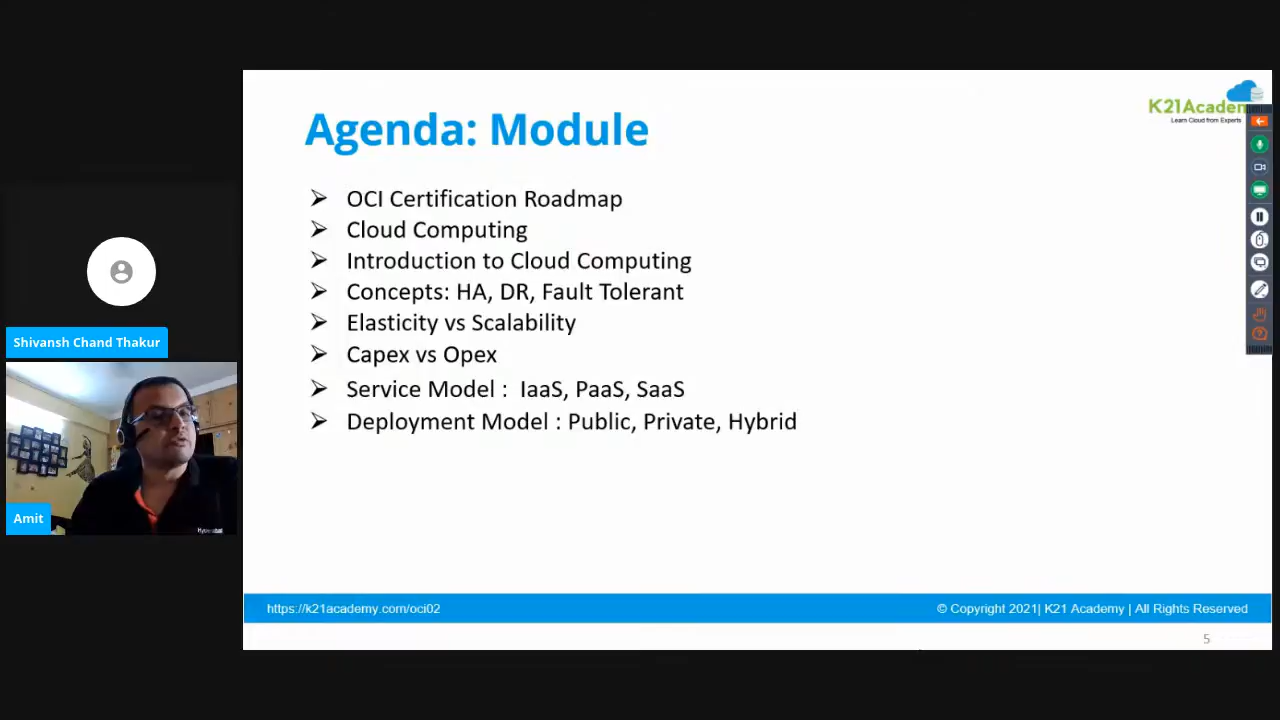 Agenda: Module
K21Academ
Learn Cloud from Experts
➢ OCI Certification Roadmap
➢ Cloud Computing
➢ Introduction to Cloud Computing
➢ Concepts: HA, DR, Fault Tolerant
➢ Elasticity vs Scalability
➢ Capex vs Opex
➢ Service Model : IaaS, PaaS, SaaS
➢ Deployment Model : Public, Private, Hybrid
Shivansh Chand Thakur
Amit
https://k21academy.com/oci02
© Copyright 2021| K21 Academy | All Rights Reserved
5